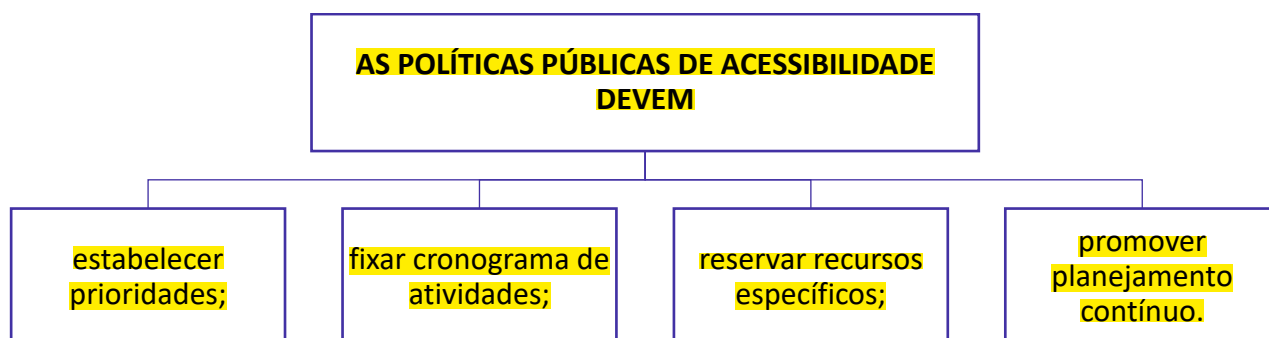 AS POLÍTICAS PÚBLICAS DE ACESSIBILIDADE
DEVEM
estabelecer
prioridades;
fixar cronograma de
atividades;
reservar recursos
específicos;
promover
planejamento
contínuo.